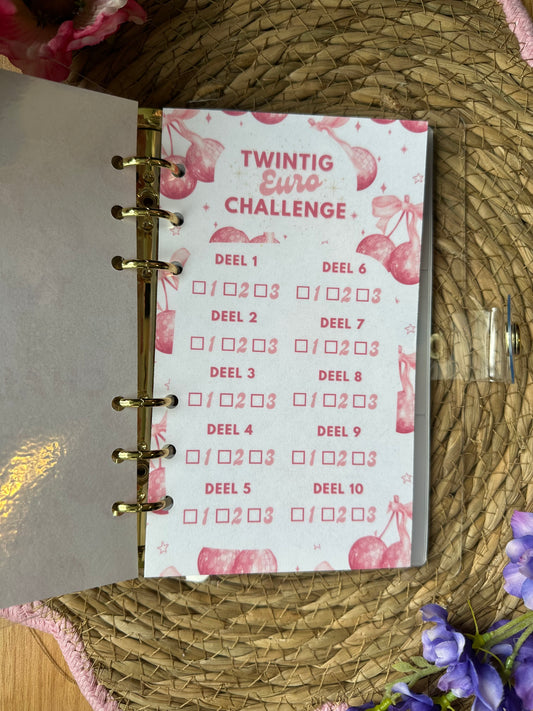 TWINTIG
Euro
CHALLENGE
DEEL 1
☐1 ☐2 ☐3
DEEL 2
☐1 ☐2 ☐3
DEEL 3
☐1 ☐2 ☐3
DEEL 4
☐1 ☐2 ☐3
DEEL 5
☐1 ☐2 ☐3
DEEL 6
☐1 ☐2 ☐3
DEEL 7
☐1 ☐2 ☐3
DEEL 8
☐1 ☐2 ☐3
DEEL 9
☐1 ☐2 ☐3
DEEL 10
☐1 ☐2 ☐3